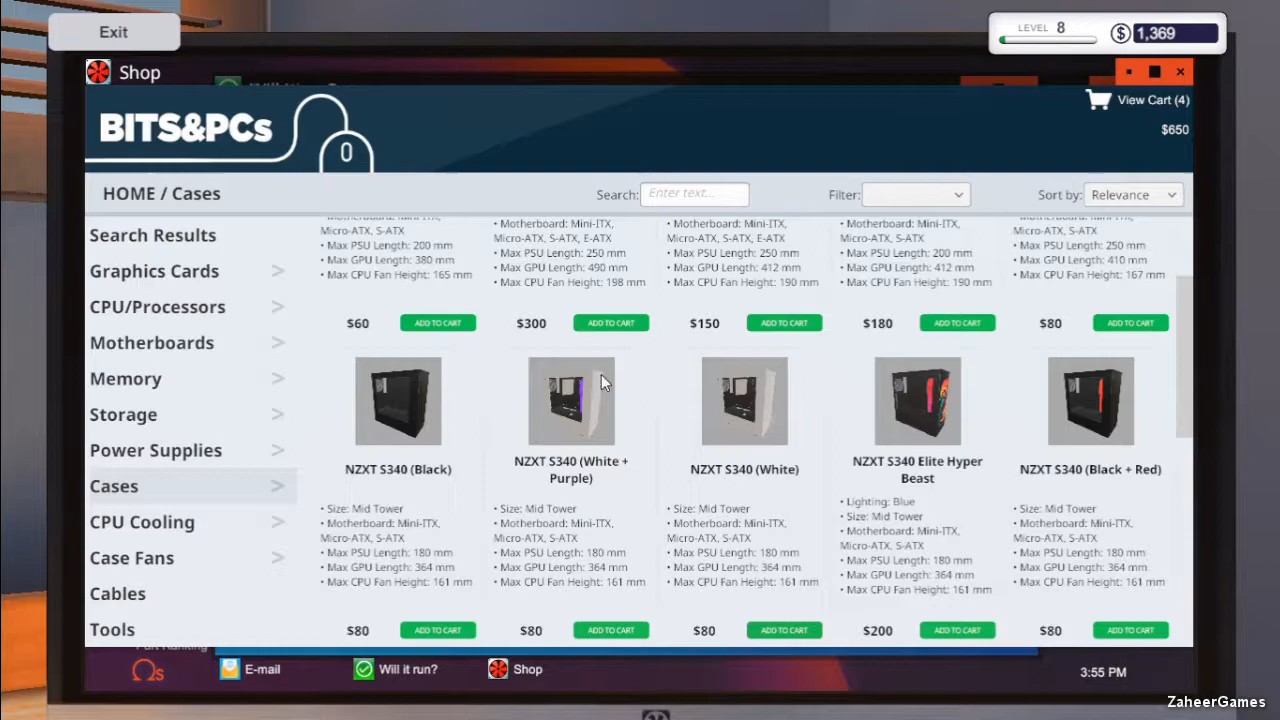 Exit
LEVEL 8
$ 1,369
Shop
BITS&PCs
View Cart (4)
$650
HOME / Cases
Search: Enter text...
Filter:
Sort by: Relevance
Search Results
Graphics Cards >
CPU/Processors >
Motherboards >
Memory >
Storage >
Power Supplies >
Cases >
CPU Cooling >
Case Fans >
Cables
Tools
Micro-ATX, S-ATX
• Max PSU Length: 200 mm
• Max GPU Length: 380 mm
• Max CPU Fan Height: 165 mm
$60 ADD TO CART
• Motherboard: Mini-ITX,
Micro-ATX, S-ATX, E-ATX
• Max PSU Length: 250 mm
• Max GPU Length: 490 mm
• Max CPU Fan Height: 198 mm
$300 ADD TO CART
• Motherboard: Mini-ITX,
Micro-ATX, S-ATX, E-ATX
• Max PSU Length: 250 mm
• Max GPU Length: 412 mm
• Max CPU Fan Height: 190 mm
$150 ADD TO CART
• Motherboard: Mini-ITX,
Micro-ATX, S-ATX
• Max PSU Length: 200 mm
• Max GPU Length: 412 mm
• Max CPU Fan Height: 190 mm
$180 ADD TO CART
Micro-ATX, S-ATX
• Max PSU Length: 250 mm
• Max GPU Length: 410 mm
• Max CPU Fan Height: 167 mm
$80 ADD TO CART
NZXT S340 (Black)
• Size: Mid Tower
• Motherboard: Mini-ITX,
Micro-ATX, S-ATX
• Max PSU Length: 180 mm
• Max GPU Length: 364 mm
• Max CPU Fan Height: 161 mm
$80 ADD TO CART
NZXT S340 (White +
Purple)
• Size: Mid Tower
• Motherboard: Mini-ITX,
Micro-ATX, S-ATX
• Max PSU Length: 180 mm
• Max GPU Length: 364 mm
• Max CPU Fan Height: 161 mm
$80 ADD TO CART
NZXT S340 (White)
• Size: Mid Tower
• Motherboard: Mini-ITX,
Micro-ATX, S-ATX
• Max PSU Length: 180 mm
• Max GPU Length: 364 mm
• Max CPU Fan Height: 161 mm
$80 ADD TO CART
NZXT S340 Elite Hyper
Beast
• Lighting: Blue
• Size: Mid Tower
• Motherboard: Mini-ITX,
Micro-ATX, S-ATX
• Max PSU Length: 180 mm
• Max GPU Length: 364 mm
• Max CPU Fan Height: 161 mm
$200 ADD TO CART
NZXT S340 (Black + Red)
• Size: Mid Tower
• Motherboard: Mini-ITX,
Micro-ATX, S-ATX
• Max PSU Length: 180 mm
• Max GPU Length: 364 mm
• Max CPU Fan Height: 161 mm
$80 ADD TO CART
Ωs
E-mail
Will it run?
Shop
3:55 PM
ZaheerGames